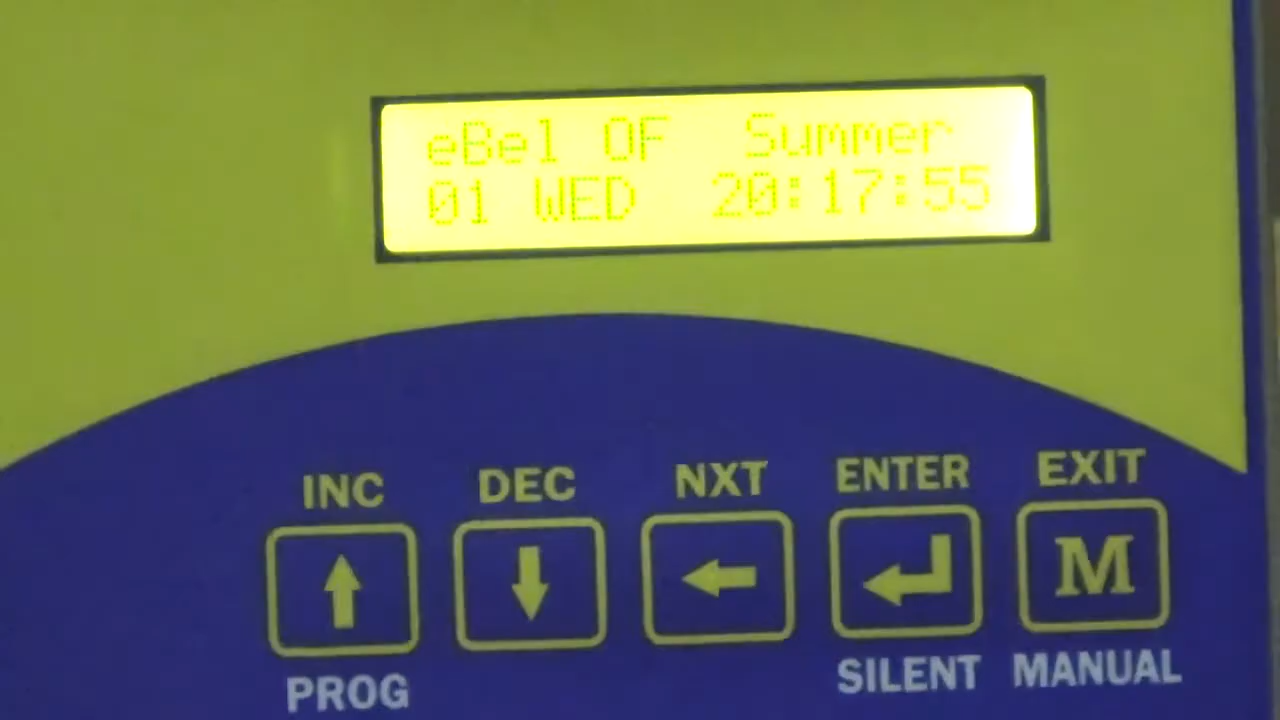 eBel OF Summer
01 WED 20:17:55
INC DEC NXT ENTER EXIT
M
PROG SILENT MANUAL